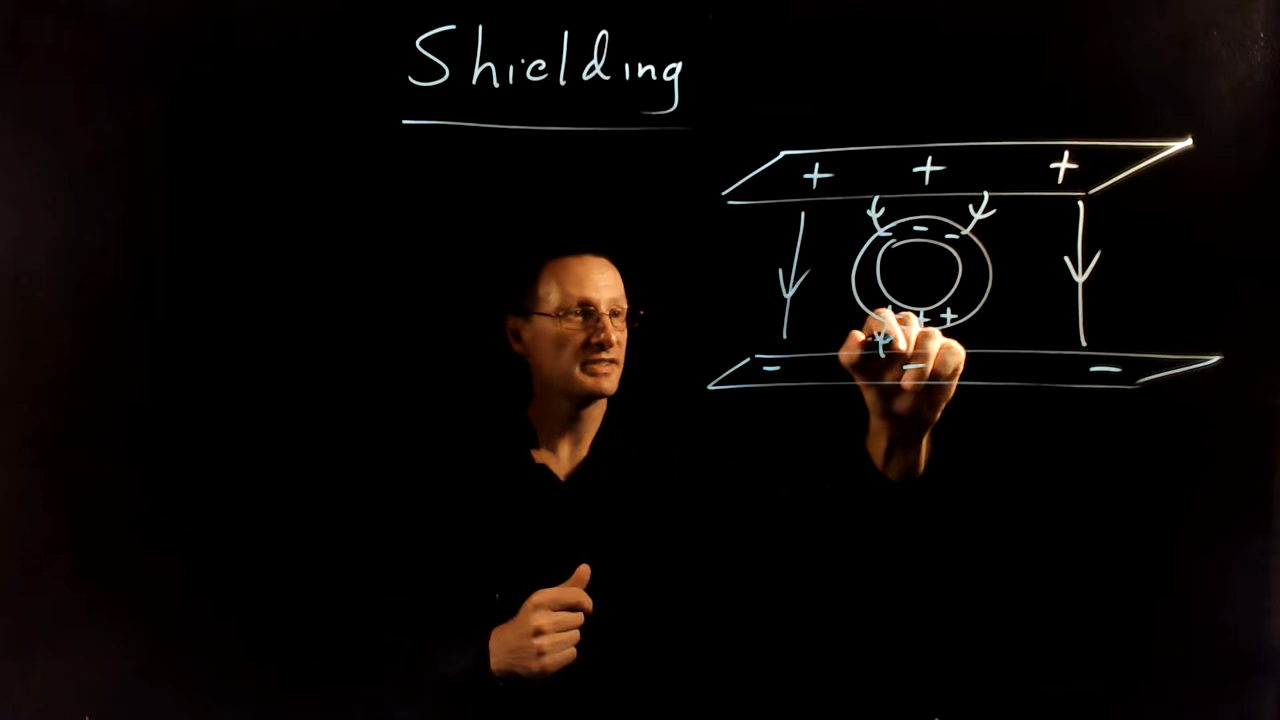 Shielding
+ + +
- - -
+ +
- - -